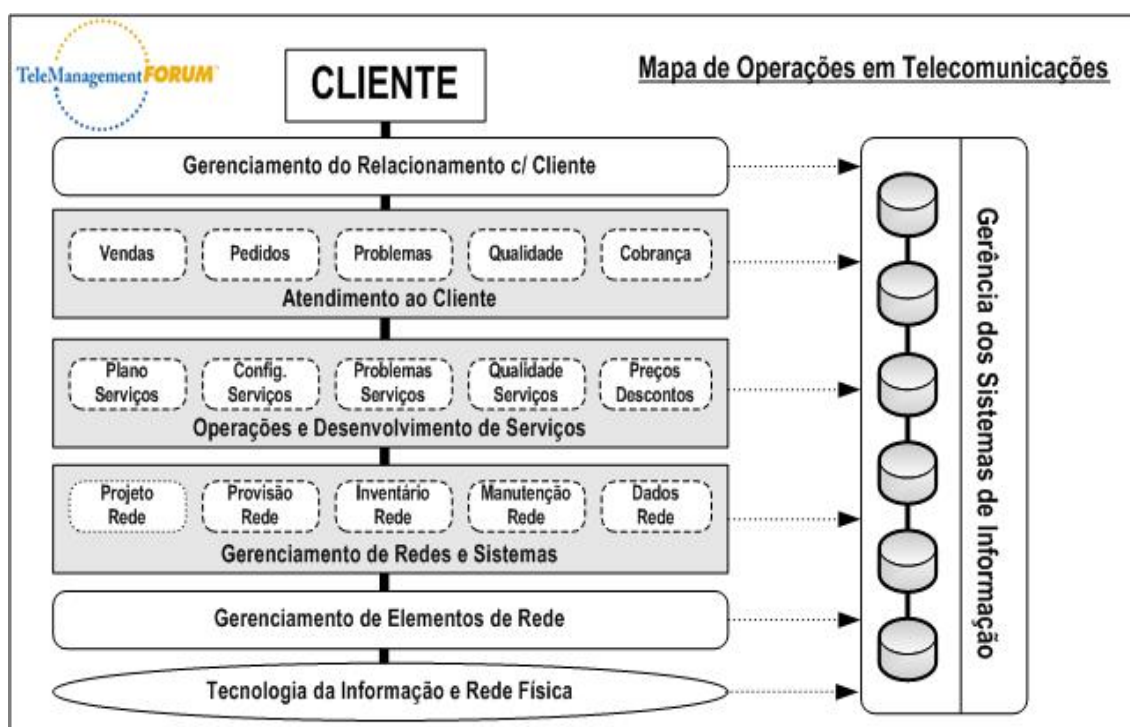 TeleManagementFORUM™
CLIENTE
Mapa de Operações em Telecomunicações
Gerenciamento do Relacionamento c/ Cliente
Vendas
Pedidos
Problemas
Qualidade
Cobrança
Atendimento ao Cliente
Plano
Serviços
Config.
Serviços
Problemas
Serviços
Qualidade
Serviços
Preços
Descontos
Operações e Desenvolvimento de Serviços
Projeto
Rede
Provisão
Rede
Inventário
Rede
Manutenção
Rede
Dados
Rede
Gerenciamento de Redes e Sistemas
Gerenciamento de Elementos de Rede
Tecnologia da Informação e Rede Física
Gerência dos Sistemas de Informação